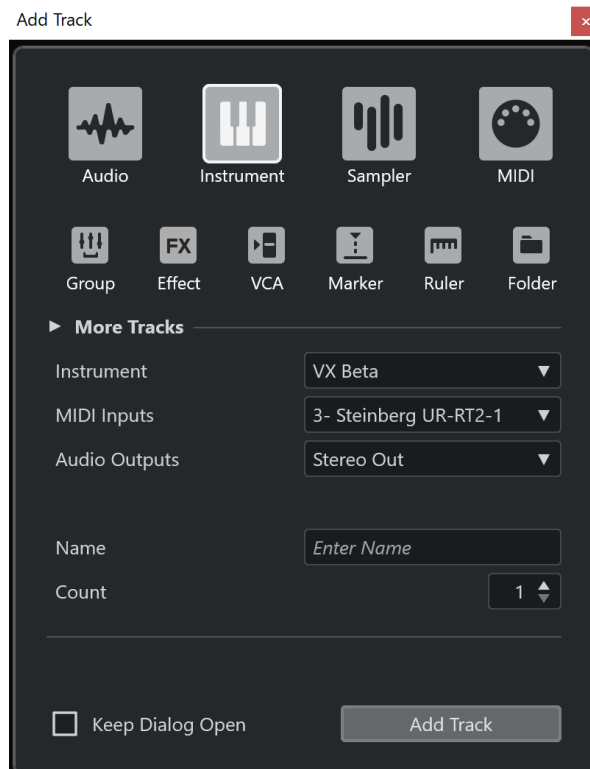 Add Track
Audio Instrument Sampler MIDI
FX
Group Effect VCA Marker Ruler Folder
More Tracks
Instrument VX Beta
MIDI Inputs 3- Steinberg UR-RT2-1
Audio Outputs Stereo Out
Name Enter Name
Count 1
Keep Dialog Open Add Track